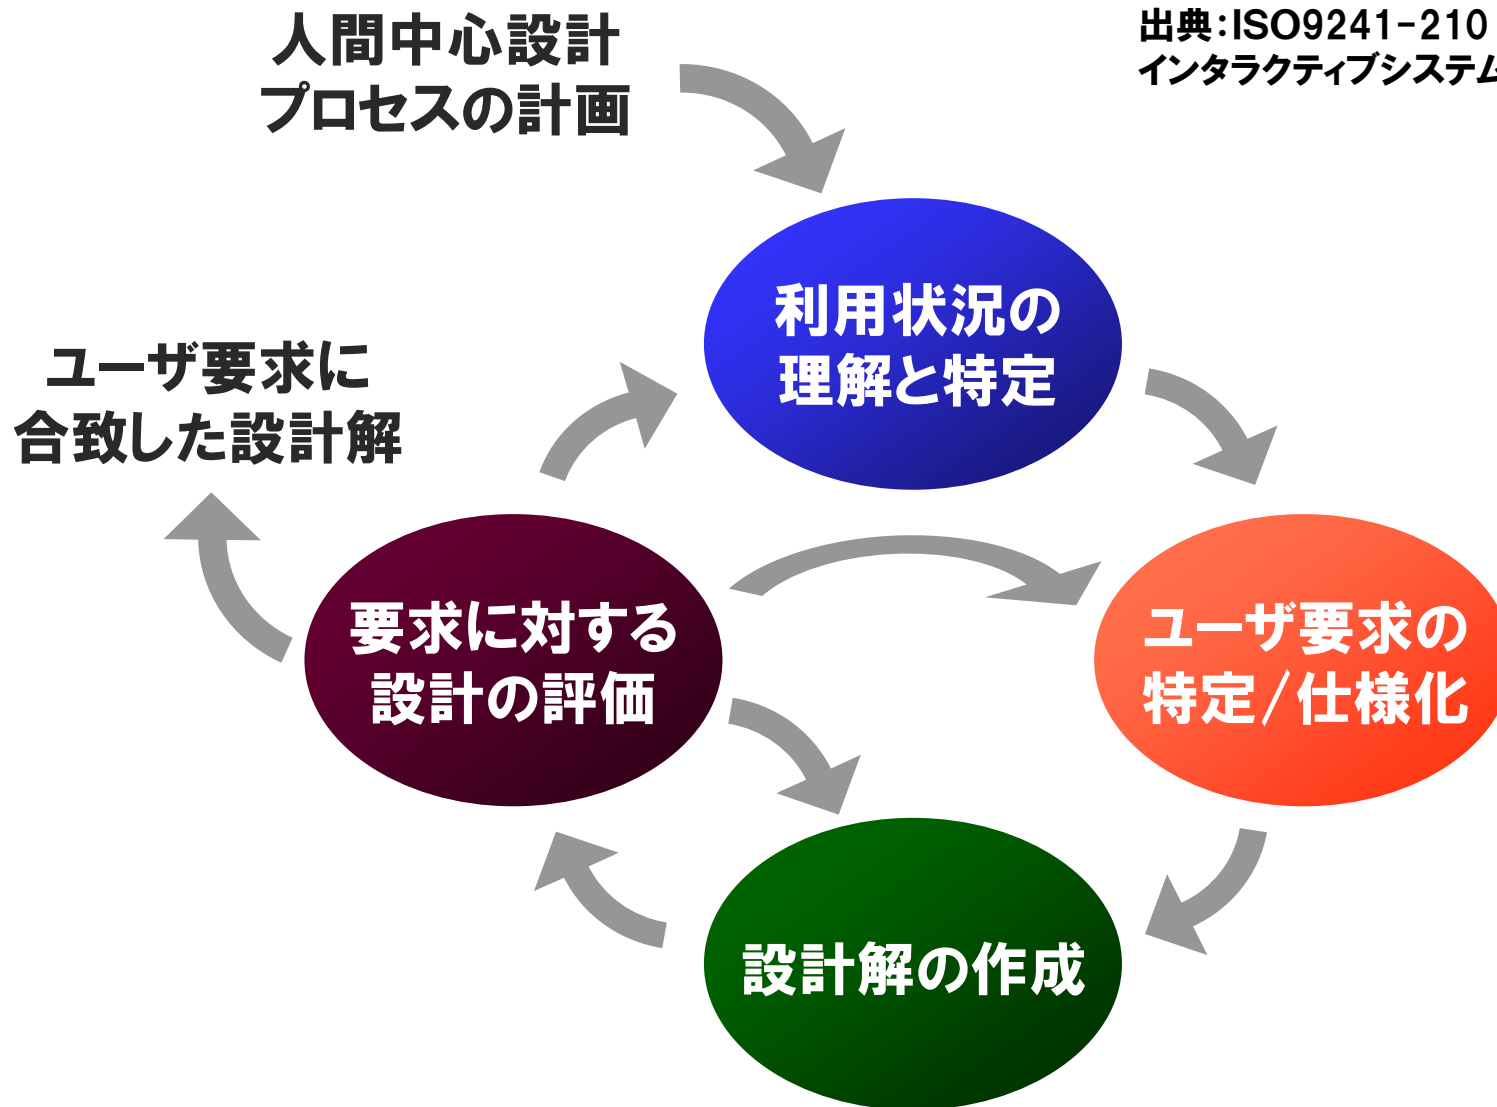 人間中心設計
プロセスの計画
出典：ISO9241-210
インタラクティブシステム
利用状況の
理解と特定
ユーザ要求に
合致した設計解
要求に対する
設計の評価
ユーザ要求の
特定/仕様化
設計解の作成